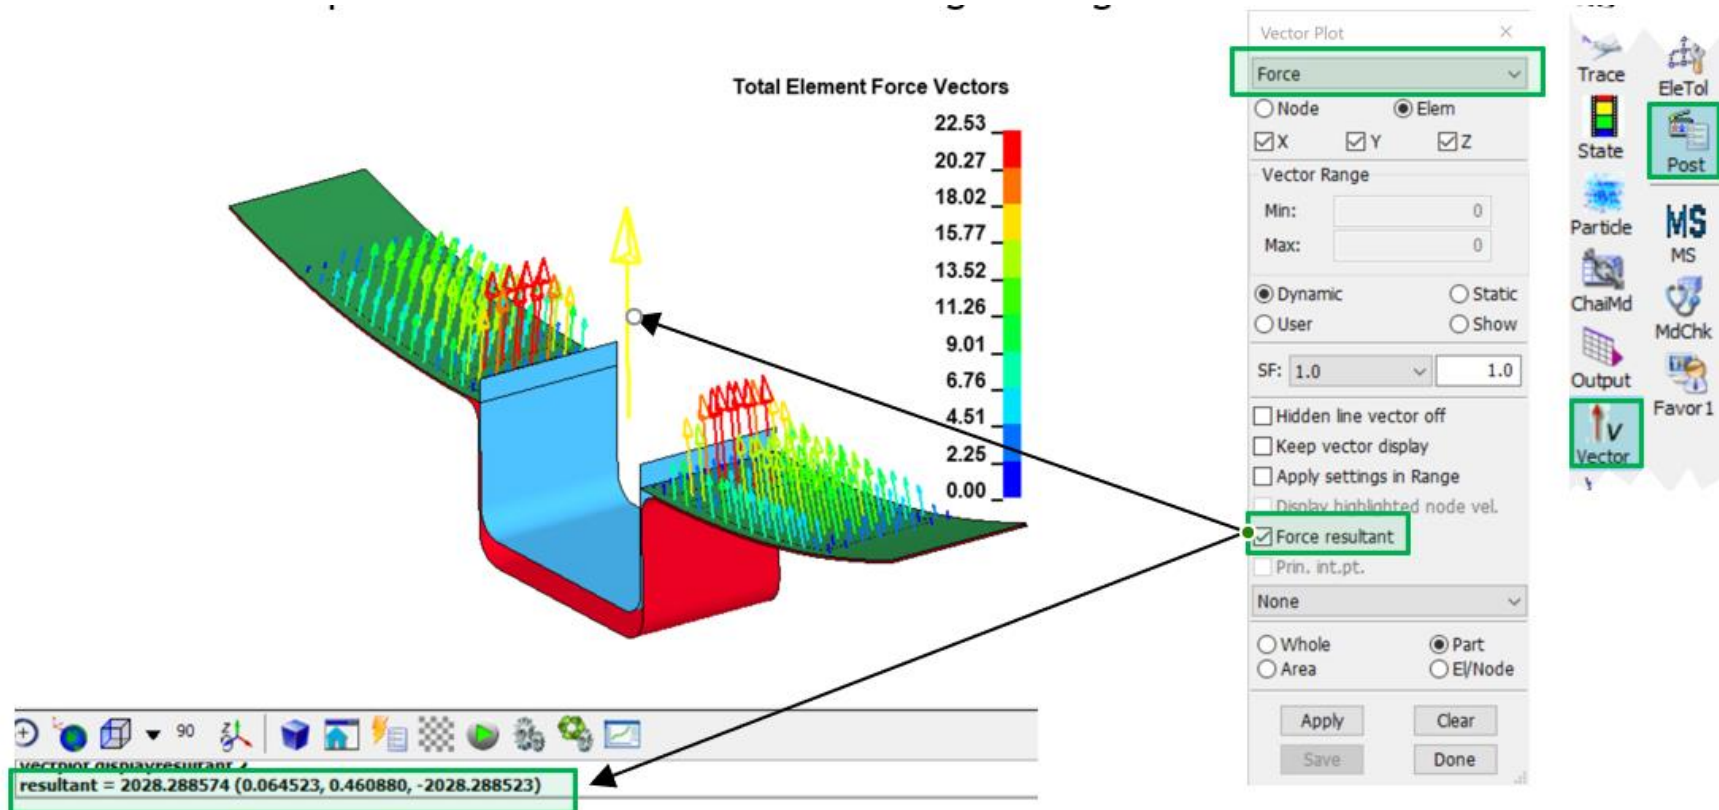 Total Element Force Vectors
22.53
20.27
18.02
15.77
13.52
11.26
9.01
6.76
4.51
2.25
0.00
Vector Plot
Force
Node Elem
X Y Z
Vector Range
Min: 0
Max: 0
Dynamic Static
User Show
SF: 1.0 1.0
Hidden line vector off
Keep vector display
Apply settings in Range
Display highlighted node vel.
Force resultant
Prin. int.pt.
None
Whole Part
Area El/Node
Apply Clear
Save Done
Trace
EleTol
State
Post
Particle
MS
MS
ChaiMd
MdChk
Output
Favor1
V
Vector
90
Z
vectplot displayresultant 2
resultant = 2028.288574 (0.064523, 0.460880, -2028.288523)